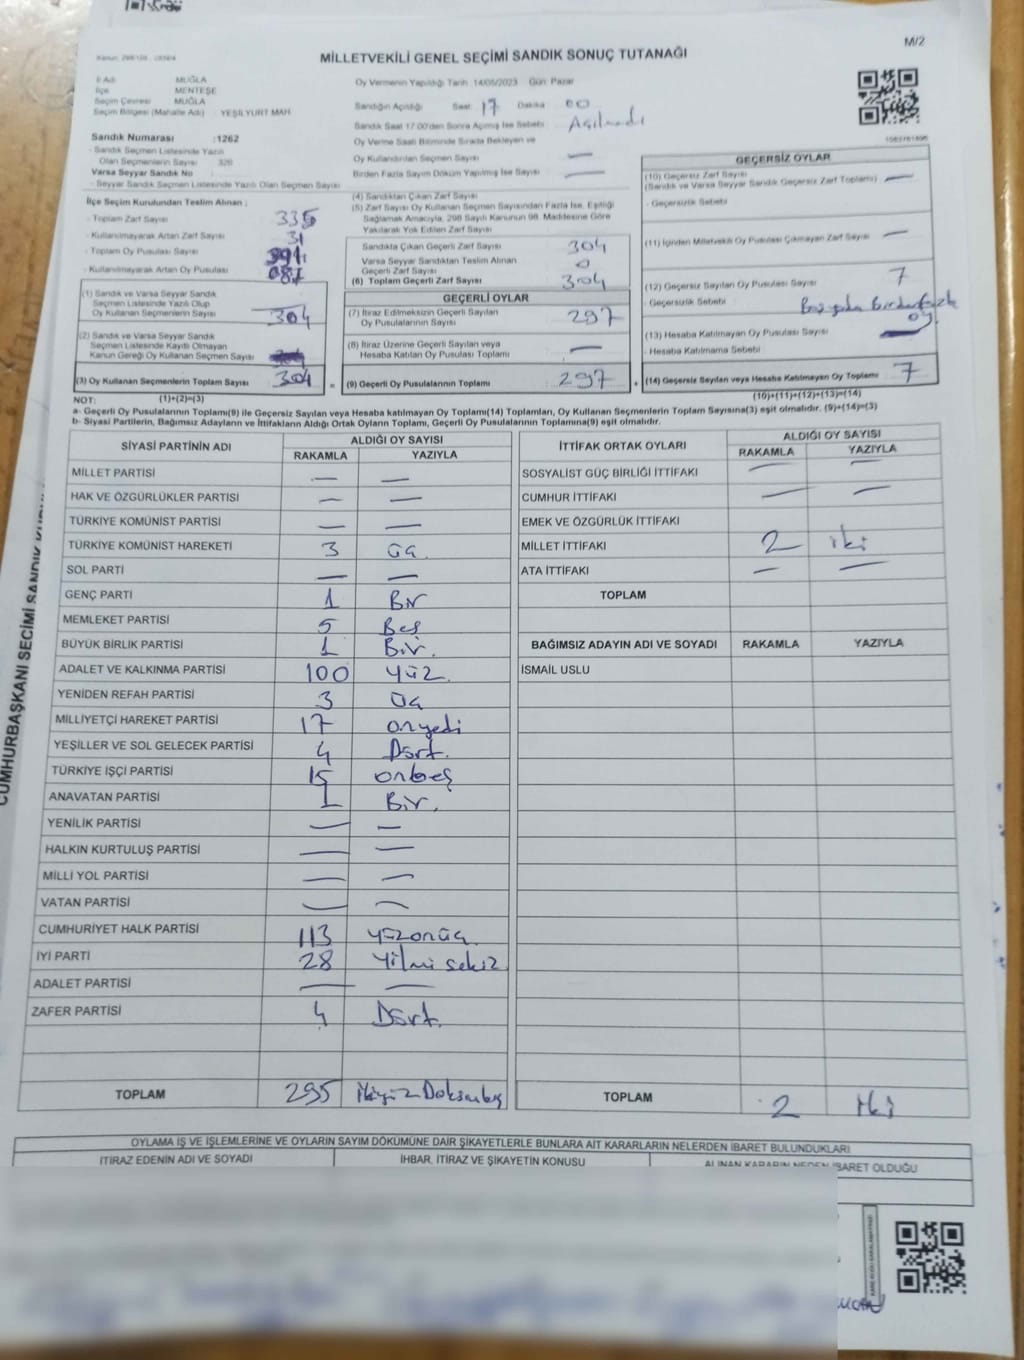 M/2
MİLLETVEKİLİ GENEL SEÇİMİ SANDIK SONUÇ TUTANAĞI
İl Adı : MUĞLA
İlçe : MENTEŞE
Seçim Çevresi : MUĞLA
Seçim Bölgesi (Mahalle Adı) : YEŞİLYURT MAH.
Sandık Numarası :1262
- Sandık Seçmen Listesinde Yazılı
Olan Seçmenlerin Sayısı : 326
Varsa Seyyar Sandık No
- Seyyar Sandık Seçmen Listesinde Yazılı Olan Seçmen Sayısı
Oy Vermenin Yapıldığı Tarih 14/05/2023 Gün: Pazar
Sandığın Açıldığı Saat 17 Dakika 00
Sandık Saat 17:00'den Sonra Açılmış İse Sebebi : Açılmadı
Oy Verme Saati Bitiminde Sırada Bekleyen ve
Oy Kullandırılan Seçmen Sayısı —
Birden Fazla Sayım Döküm Yapılmış İse Sayısı —
İlçe Seçim Kurulundan Teslim Alınan ;
- Toplam Zarf Sayısı 335
- Kullanılmayarak Artan Zarf Sayısı 31
- Toplam Oy Pusulası Sayısı
- Kullanılmayarak Artan Oy Pusulası
(1) Sandık ve Varsa Seyyar Sandık
Seçmen Listesinde Yazılı Olup
Oy Kullanan Seçmenlerin Sayısı 304
(2) Sandık ve Varsa Seyyar Sandık
Seçmen Listesinde Kayıtlı Olmayan
Kanun Gereği Oy Kullanan Seçmen Sayısı
(3) Oy Kullanan Seçmenlerin Toplam Sayısı 304
(4) Sandıktan Çıkan Zarf Sayısı
(5) Zarf Sayısı Oy Kullanan Seçmen Sayısından Fazla İse, Eşitliği
Sağlamak Amacıyla, 298 Sayılı Kanunun 98. Maddesine Göre
Yakılarak Yok Edilen Zarf Sayısı
Sandıkta Çıkan Geçerli Zarf Sayısı 304
Varsa Seyyar Sandıktan Teslim Alınan
Geçerli Zarf Sayısı 0
(6) Toplam Geçerli Zarf Sayısı 304
GEÇERLİ OYLAR
(7) İtiraz Edilmeksizin Geçerli Sayılan
Oy Pusulalarının Sayısı 297
(8) İtiraz Üzerine Geçerli Sayılan veya
Hesaba Katılan Oy Pusulası Toplamı —
= (9) Geçerli Oy Pusulalarının Toplamı 297 +
GEÇERSİZ OYLAR
(10) Geçersiz Zarf Sayısı
(Sandık ve Varsa Seyyar Sandık Geçersiz Zarf Toplamı) —
- Geçersizlik Sebebi
(11) İçinden Milletvekili Oy Pusulası Çıkmayan Zarf Sayısı —
(12) Geçersiz Sayılan Oy Pusulası Sayısı 7
- Geçersizlik Sebebi
oy.
(13) Hesaba Katılmayan Oy Pusulası Sayısı
- Hesaba Katılmama Sebebi
(14) Geçersiz Sayılan veya Hesaba Katılmayan Oy Toplamı 7
NOT: (1)+(2)=(3) (10)+(11)+(12)+(13)=(14)
a- Geçerli Oy Pusulalarının Toplamı(9) ile Geçersiz Sayılan veya Hesaba katılmayan Oy Toplamı(14) Toplamları, Oy Kullanan Seçmenlerin Toplam Sayısına(3) eşit olmalıdır. (9)+(14)=(3)
b- Siyasi Partilerin, Bağımsız Adayların ve İttifakların Aldığı Ortak Oyların Toplamı, Geçerli Oy Pusulalarının Toplamına(9) eşit olmalıdır.
SİYASİ PARTİNİN ADI ALDIĞI OY SAYISI
RAKAMLA YAZIYLA
MİLLET PARTİSİ — —
HAK VE ÖZGÜRLÜKLER PARTİSİ — —
TÜRKİYE KOMÜNİST PARTİSİ — —
TÜRKİYE KOMÜNİST HAREKETİ 3 üç
SOL PARTİ — —
GENÇ PARTİ 1 Bir
MEMLEKET PARTİSİ 5 Beş
BÜYÜK BİRLİK PARTİSİ 1 Bir.
ADALET VE KALKINMA PARTİSİ 100 yüz
YENİDEN REFAH PARTİSİ 3 üç
MİLLİYETÇİ HAREKET PARTİSİ 17 onyedi
YEŞİLLER VE SOL GELECEK PARTİSİ 4 Dört.
TÜRKİYE İŞÇİ PARTİSİ 15 onbeş
ANAVATAN PARTİSİ 1 Bir.
YENİLİK PARTİSİ — —
HALKIN KURTULUŞ PARTİSİ — —
MİLLİ YOL PARTİSİ — —
VATAN PARTİSİ — —
CUMHURİYET HALK PARTİSİ 113 yüzonüç
İYİ PARTİ 28 Yirmi sekiz
ADALET PARTİSİ — —
ZAFER PARTİSİ 4 Dört.
TOPLAM 295 ikiyüz Doksanbeş
İTTİFAK ORTAK OYLARI ALDIĞI OY SAYISI
RAKAMLA YAZIYLA
SOSYALİST GÜÇ BİRLİĞİ İTTİFAKI — —
CUMHUR İTTİFAKI — —
EMEK VE ÖZGÜRLÜK İTTİFAKI
MİLLET İTTİFAKI 2 iki
ATA İTTİFAKI — —
TOPLAM
BAĞIMSIZ ADAYIN ADI VE SOYADI RAKAMLA YAZIYLA
İSMAİL USLU
TOPLAM 2 iki
OYLAMA İŞ VE İŞLEMLERİNE VE OYLARIN SAYIM DÖKÜMÜNE DAİR ŞİKAYETLERLE BUNLARA AİT KARARLARIN NELERDEN İBARET BULUNDUKLARI
İTİRAZ EDENİN ADI VE SOYADI İHBAR, İTİRAZ VE ŞİKAYETİN KONUSU ALINAN KARARIN NEDEN İBARET OLDUĞU
CUMHURBAŞKANI SEÇİMİ SANDIK